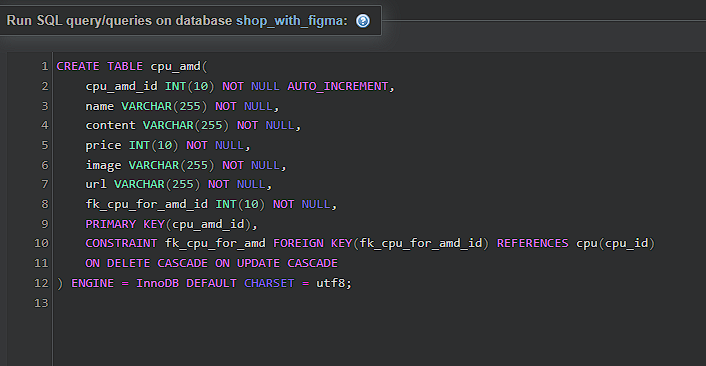 Run SQL query/queries on database shop_with_figma:
1 CREATE TABLE cpu_amd(
2 cpu_amd_id INT(10) NOT NULL AUTO_INCREMENT,
3 name VARCHAR(255) NOT NULL,
4 content VARCHAR(255) NOT NULL,
5 price INT(10) NOT NULL,
6 image VARCHAR(255) NOT NULL,
7 url VARCHAR(255) NOT NULL,
8 fk_cpu_for_amd_id INT(10) NOT NULL,
9 PRIMARY KEY(cpu_amd_id),
10 CONSTRAINT fk_cpu_for_amd FOREIGN KEY(fk_cpu_for_amd_id) REFERENCES cpu(cpu_id)
11 ON DELETE CASCADE ON UPDATE CASCADE
12 ) ENGINE = InnoDB DEFAULT CHARSET = utf8;
13